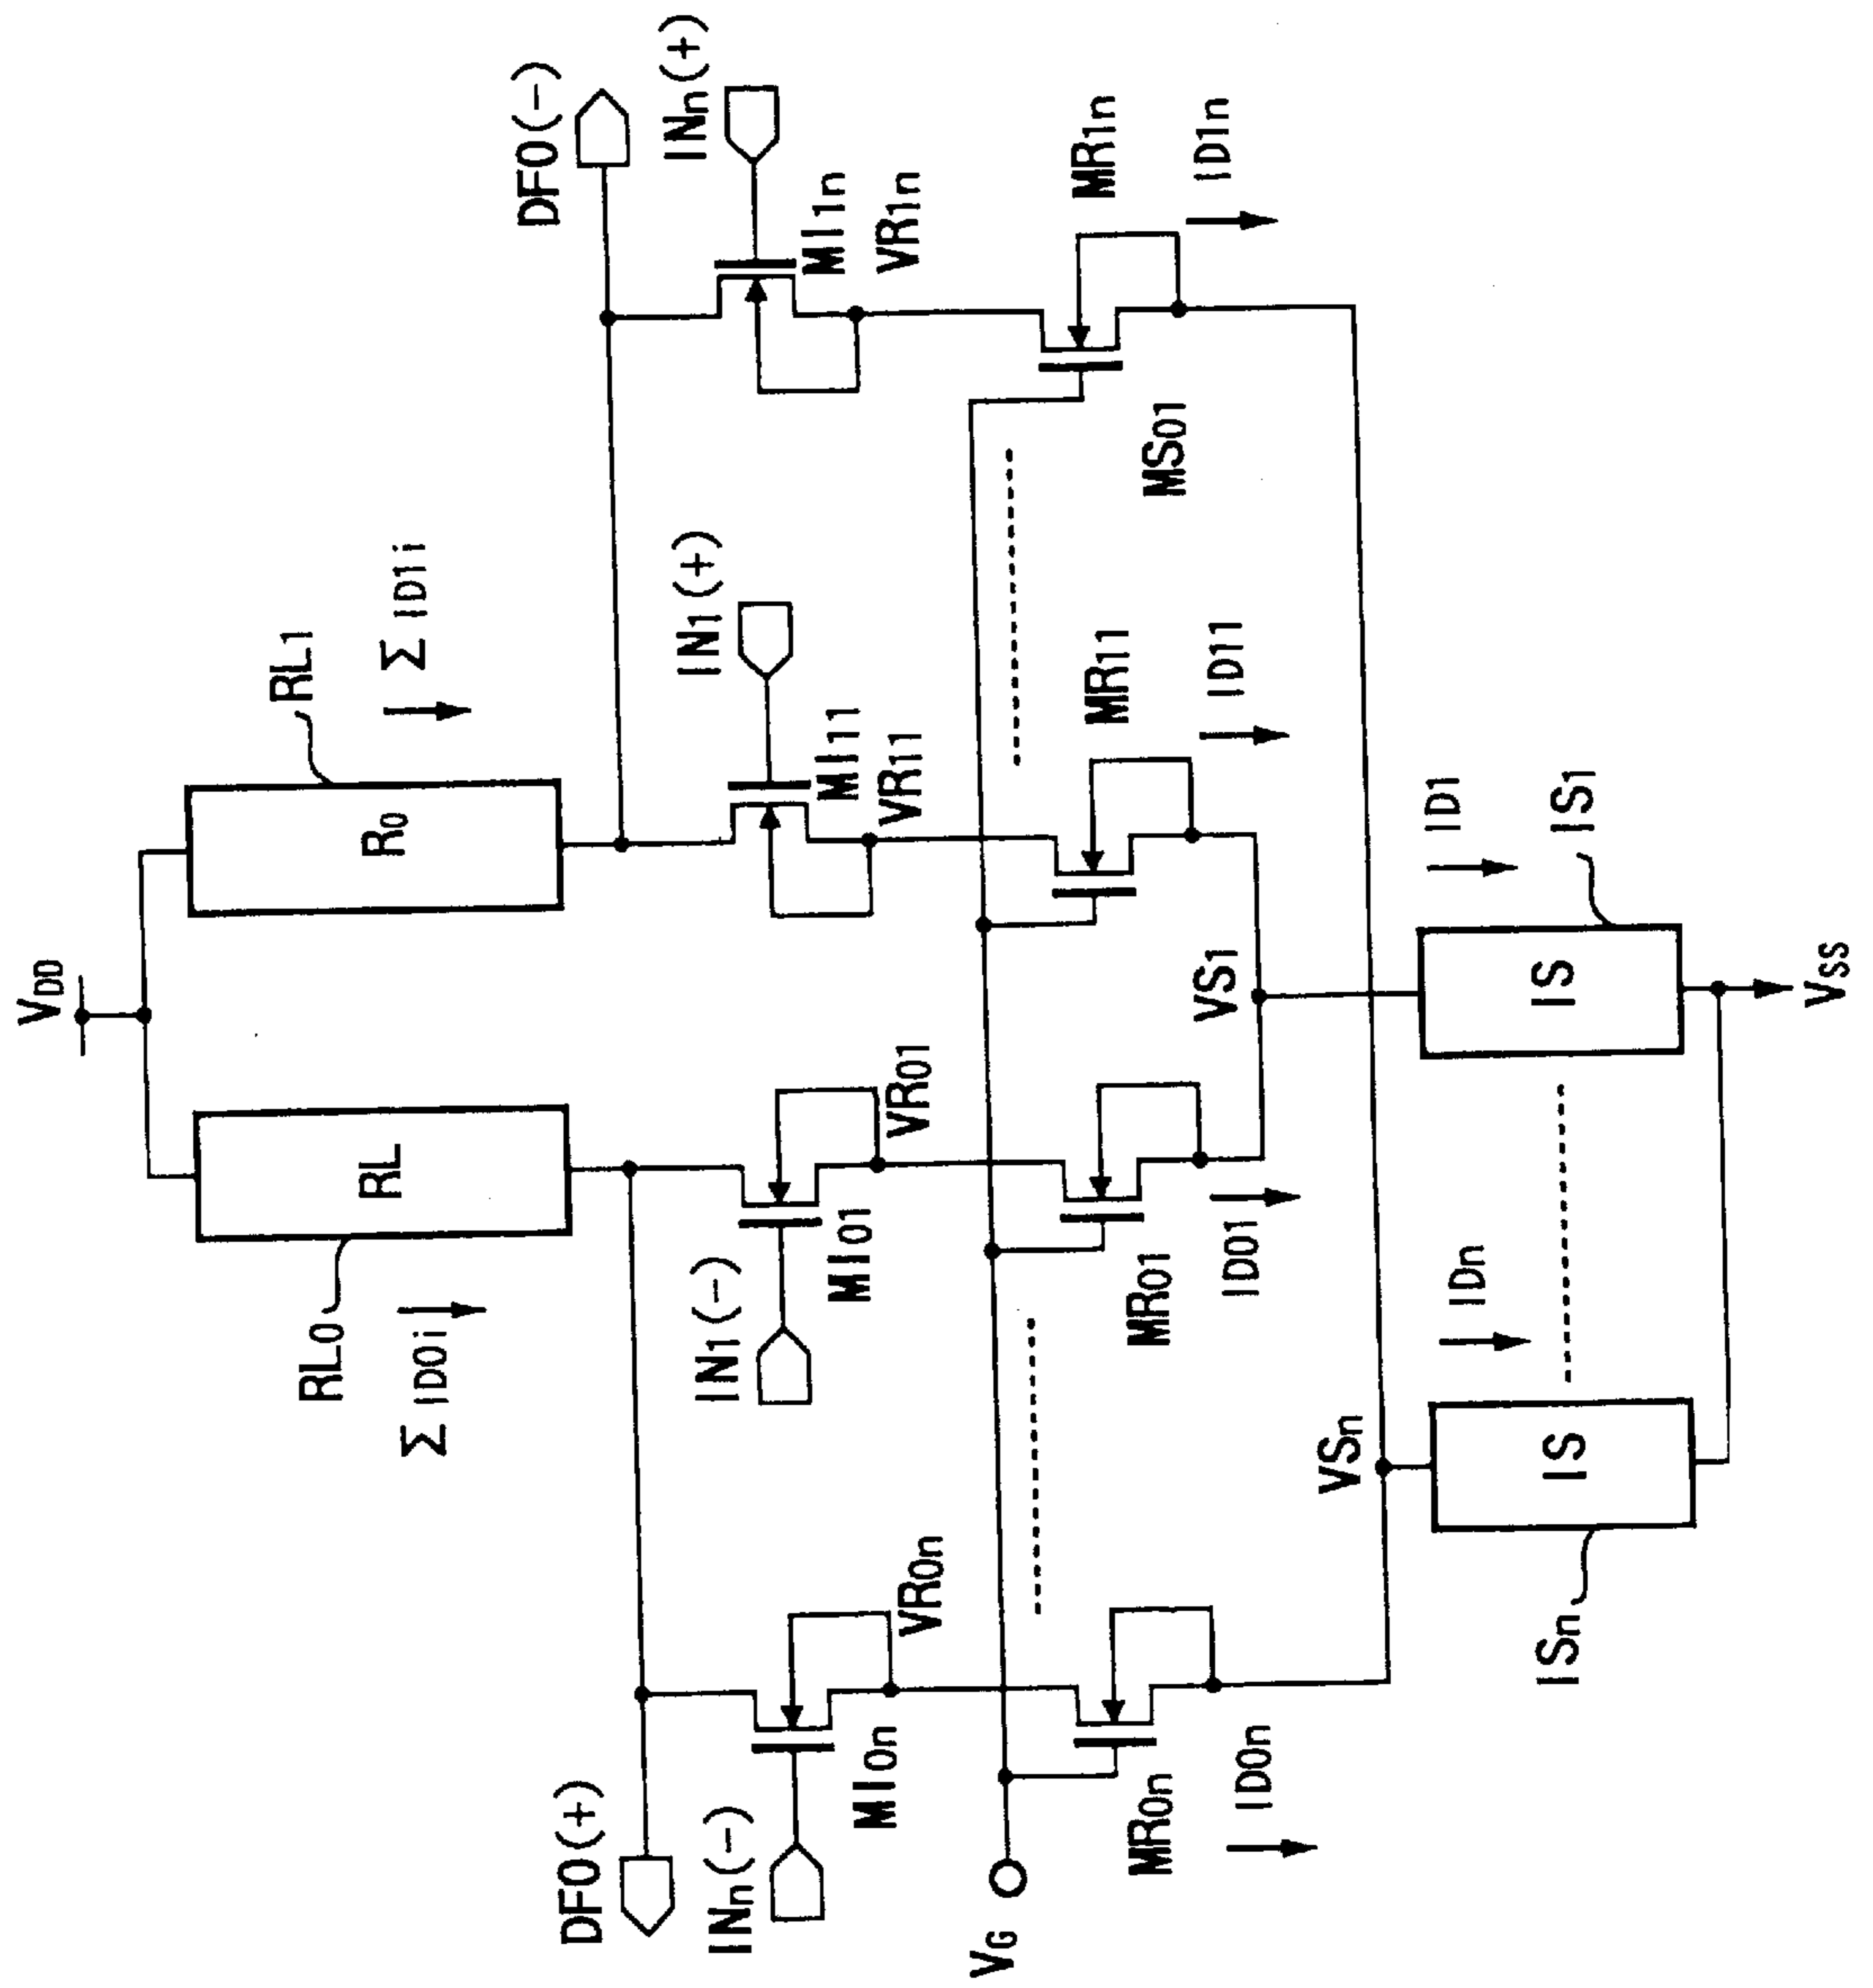 VDD
RL0
RL
R0
RL1
Σ ID0i
Σ ID1i
DFO(+)
DFO(-)
INn(-)
IN1(-)
IN1(+)
INn(+)
MI0n
MI01
MI11
MI1n
VR0n
VR01
VR11
VR1n
VG
MR0n
MR01
MR11
MS01
MR1n
ID0n
ID01
ID11
ID1n
VS1
VSn
IDn
ID1
ISn
IS
IS
IS1
VSS